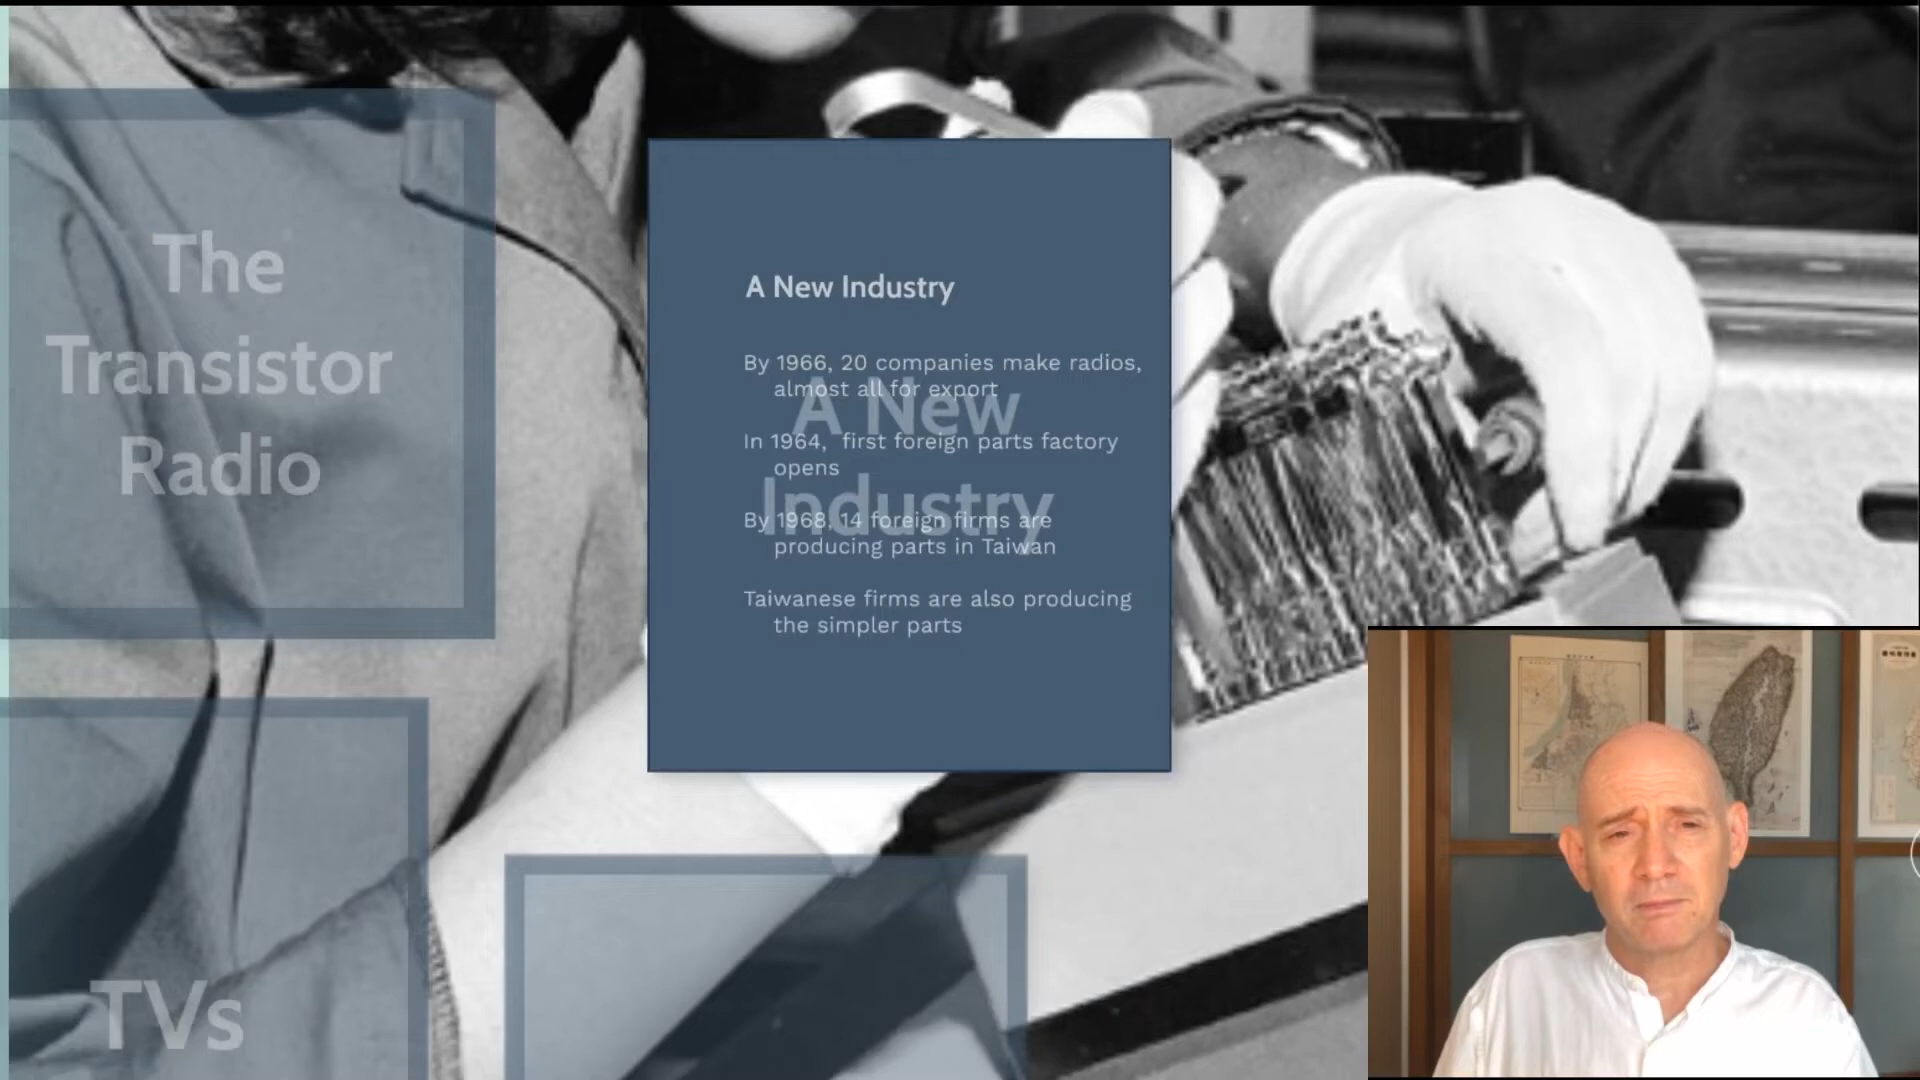 The
Transistor
Radio
A New Industry
By 1966, 20 companies make radios,
almost all for export
In 1964, first foreign parts factory
opens
By 1968, 14 foreign firms are
producing parts in Taiwan
Taiwanese firms are also producing
the simpler parts
A New
Industry
TVs